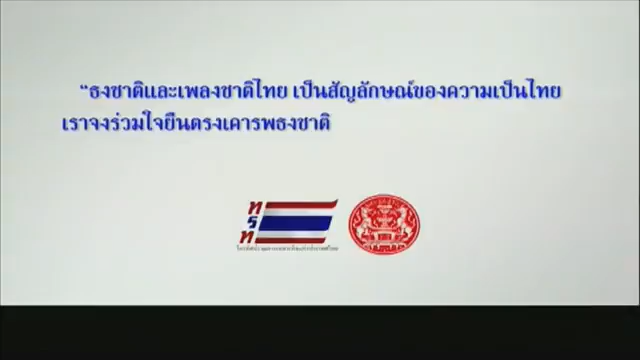 “ธงชาติและเพลงชาติไทย เป็นสัญลักษณ์ของความเป็นไทย
เราจงร่วมใจยืนตรงเคารพธงชาติ
ท
ร
ท